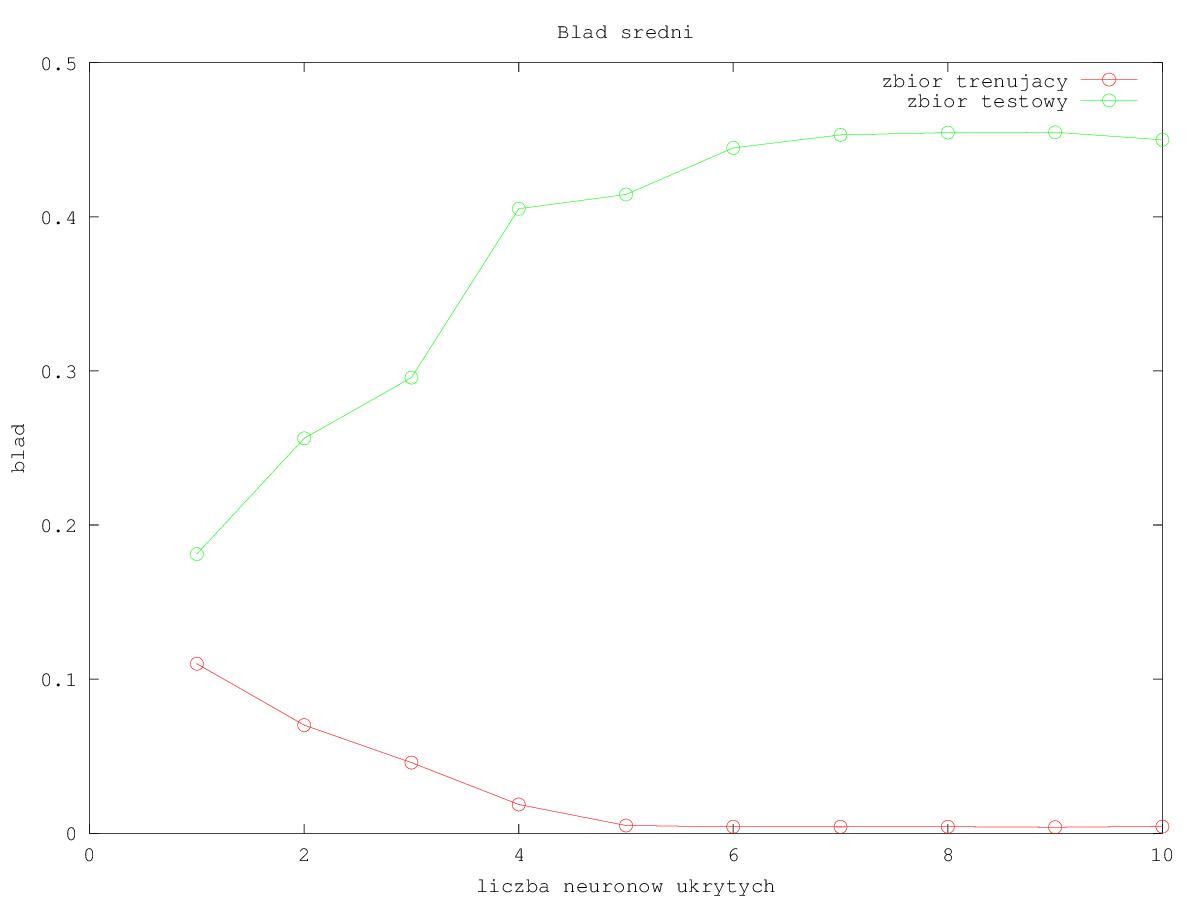 Blad sredni
0.5
zbior trenujacy
zbior testowy
0.4
0.3
blad
0.2
0.1
0
0 2 4 6 8 10
liczba neuronow ukrytych